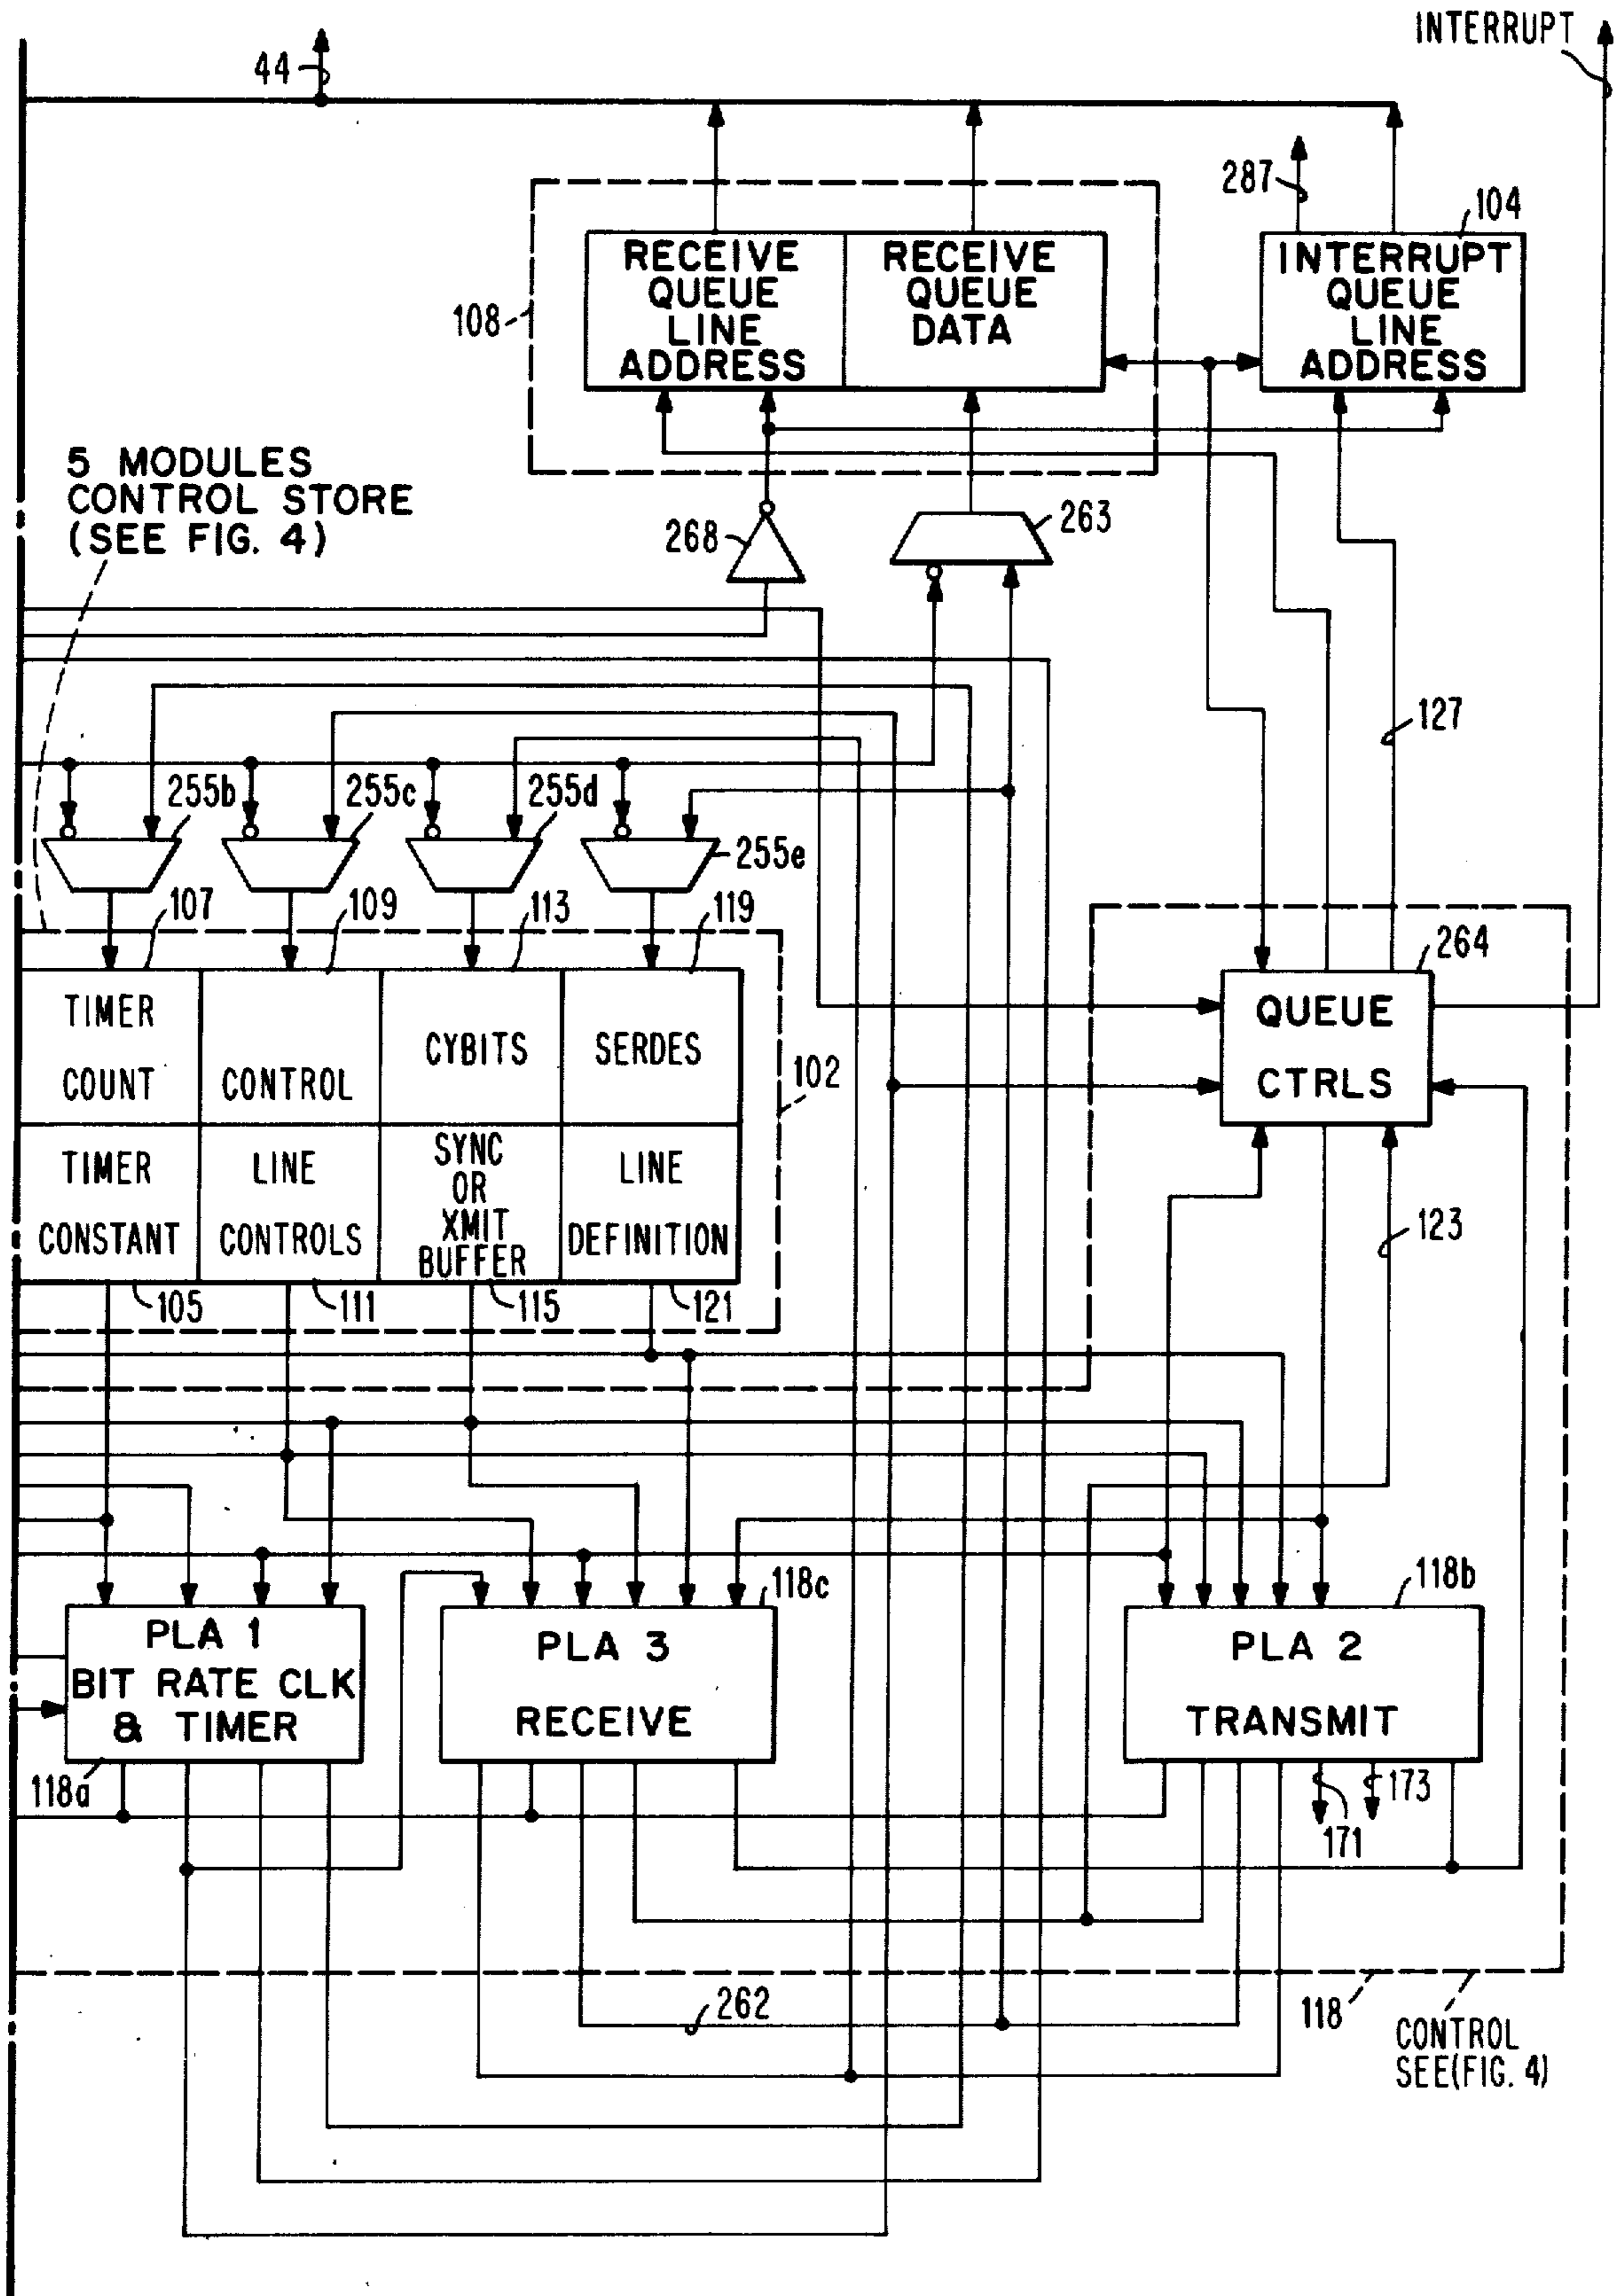 INTERRUPT
44
287
104
RECEIVE
QUEUE
LINE
ADDRESS
RECEIVE
QUEUE
DATA
INTERRUPT
QUEUE
LINE
ADDRESS
108
5 MODULES
CONTROL STORE
(SEE FIG. 4)
268
263
127
255b
255c
255d
255e
107
109
113
119
264
TIMER
COUNT
CONTROL
CYBITS
SERDES
102
QUEUE
CTRLS
TIMER
CONSTANT
LINE
CONTROLS
SYNC
OR
XMIT
BUFFER
LINE
DEFINITION
123
105
111
115
121
118c
118b
PLA 1
BIT RATE CLK
& TIMER
PLA 3
RECEIVE
PLA 2
TRANSMIT
118a
173
171
262
118
CONTROL
SEE(FIG. 4)